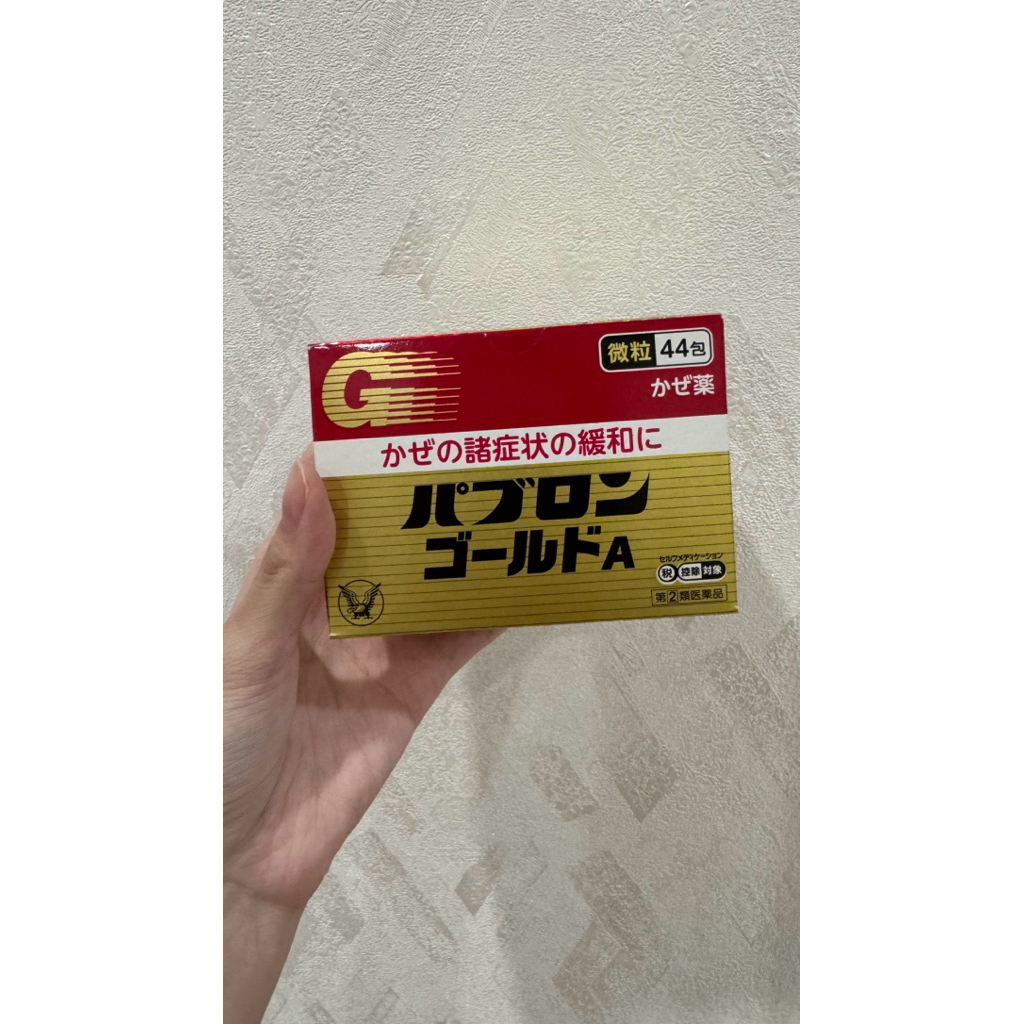 G
微粒 44包
かぜ薬
かぜの諸症状の緩和に
パブロン
ゴールドA
セルフメディケーション
税 控除 対象
第②類医薬品